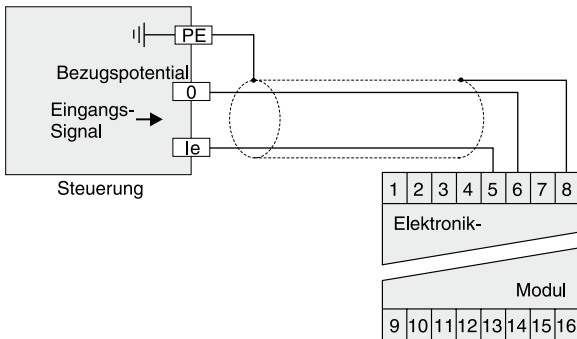 PE
Bezugspotential
0
Eingangs-
Signal
Ie
Steuerung
1 2 3 4 5 6 7 8
Elektronik-
Modul
9 10 11 12 13 14 15 16